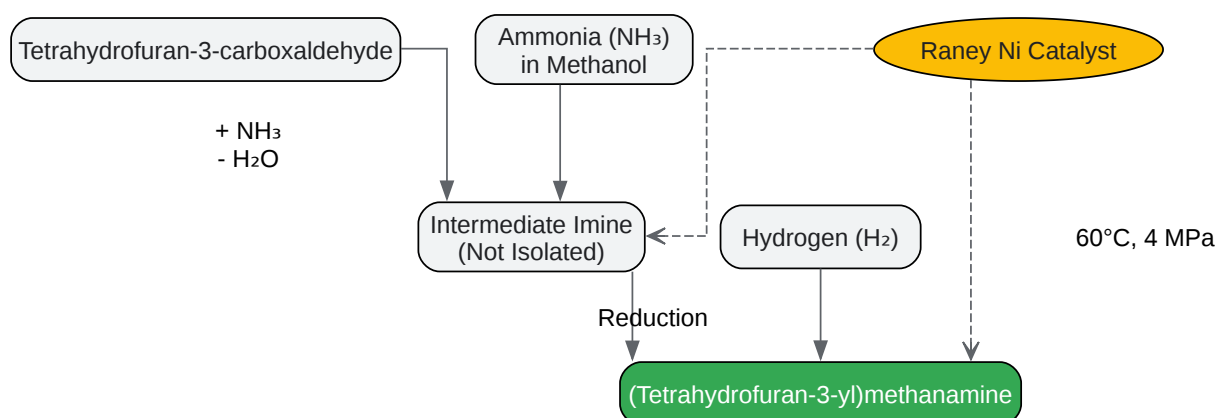 Tetrahydrofuran-3-carboxaldehyde
Ammonia (NH₃)
in Methanol
Raney Ni Catalyst
+ NH₃
- H₂O
Intermediate Imine
(Not Isolated)
Hydrogen (H₂)
60°C, 4 MPa
Reduction
(Tetrahydrofuran-3-yl)methanamine